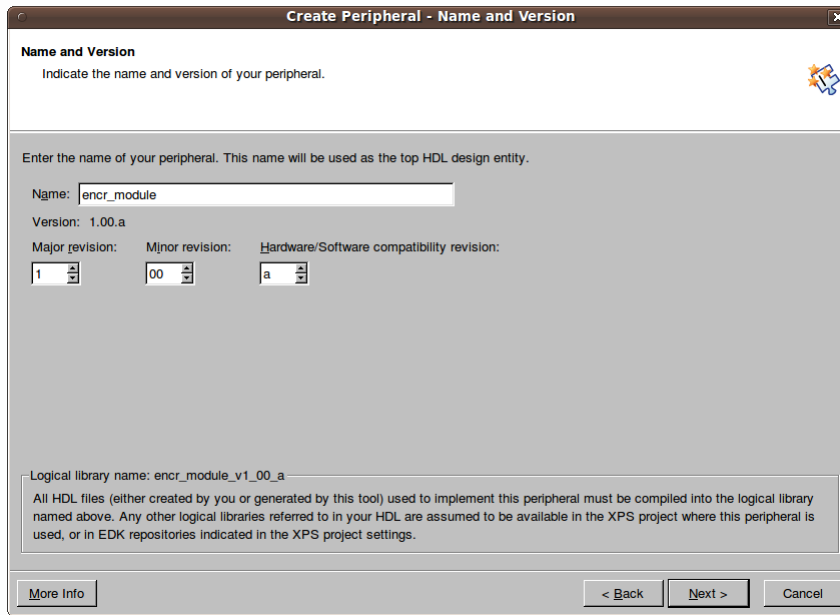 Create Peripheral - Name and Version
Name and Version
Indicate the name and version of your peripheral.
Enter the name of your peripheral. This name will be used as the top HDL design entity.
Name: encr_module
Version: 1.00.a
Major revision: Minor revision: Hardware/Software compatibility revision:
1 00 a
Logical library name: encr_module_v1_00_a
All HDL files (either created by you or generated by this tool) used to implement this peripheral must be compiled into the logical library
named above. Any other logical libraries referred to in your HDL are assumed to be available in the XPS project where this peripheral is
used, or in EDK repositories indicated in the XPS project settings.
More Info < Back Next > Cancel